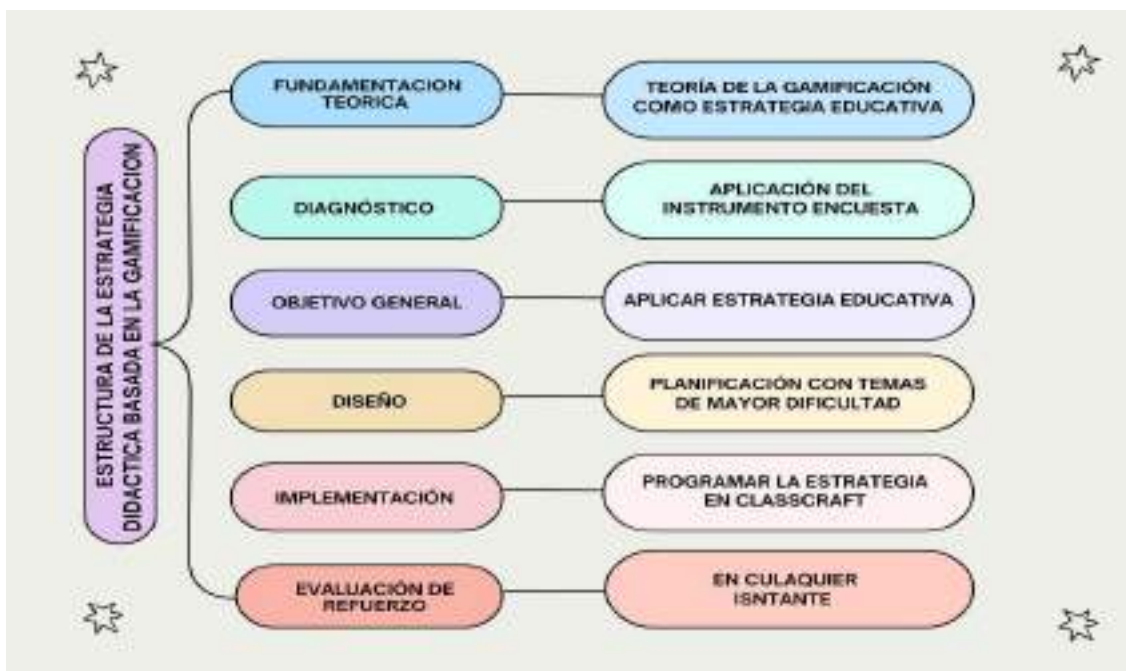 ESTRUCTURA DE LA ESTRATEGIA
DIDACTICA BASADA EN LA GAMIFICACION
FUNDAMENTACION
TEÓRICA
TEORÍA DE LA GAMIFICACIÓN
COMO ESTRATEGIA EDUCATIVA
DIAGNÓSTICO
APLICACIÓN DEL
INSTRUMENTO ENCUESTA
OBJETIVO GENERAL
APLICAR ESTRATEGIA EDUCATIVA
DISEÑO
PLANIFICACIÓN CON TEMAS
DE MAYOR DIFICULTAD
IMPLEMENTACIÓN
PROGRAMAR LA ESTRATEGIA
EN CLASSCRAFT
EVALUACIÓN DE
REFUERZO
EN CULAQUIER
ISNTANTE